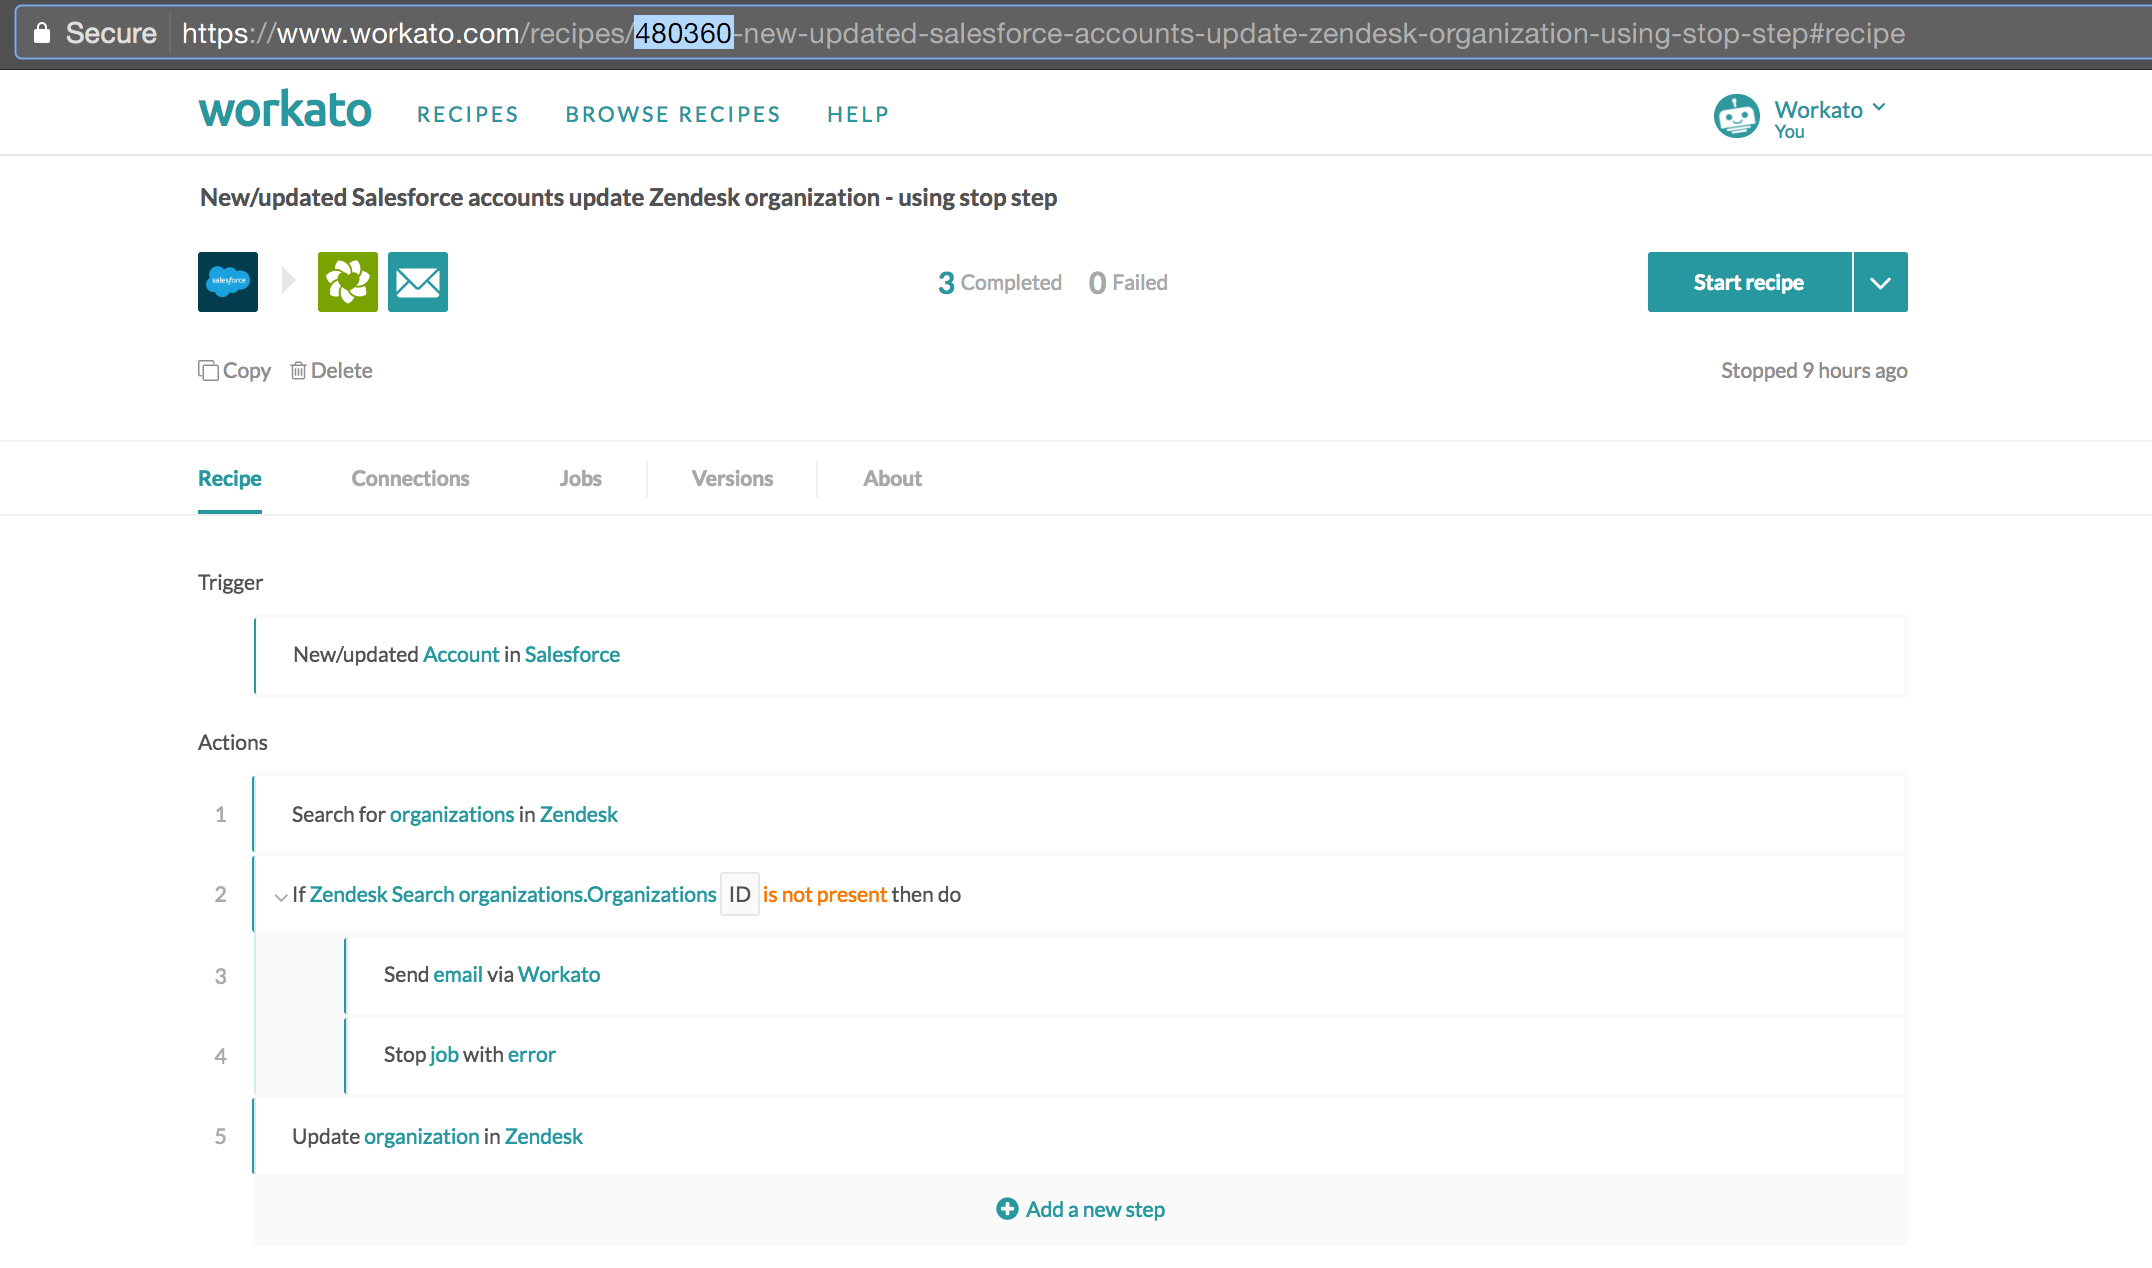 Secure https://www.workato.com/recipes/480360-new-updated-salesforce-accounts-update-zendesk-organization-using-stop-step#recipe
workato RECIPES BROWSE RECIPES HELP Workato
You
New/updated Salesforce accounts update Zendesk organization - using stop step
salesforce 3 Completed 0 Failed Start recipe
Copy Delete Stopped 9 hours ago
Recipe Connections Jobs Versions About
Trigger
New/updated Account in Salesforce
Actions
1 Search for organizations in Zendesk
2 If Zendesk Search organizations.Organizations ID is not present then do
3 Send email via Workato
4 Stop job with error
5 Update organization in Zendesk
Add a new step